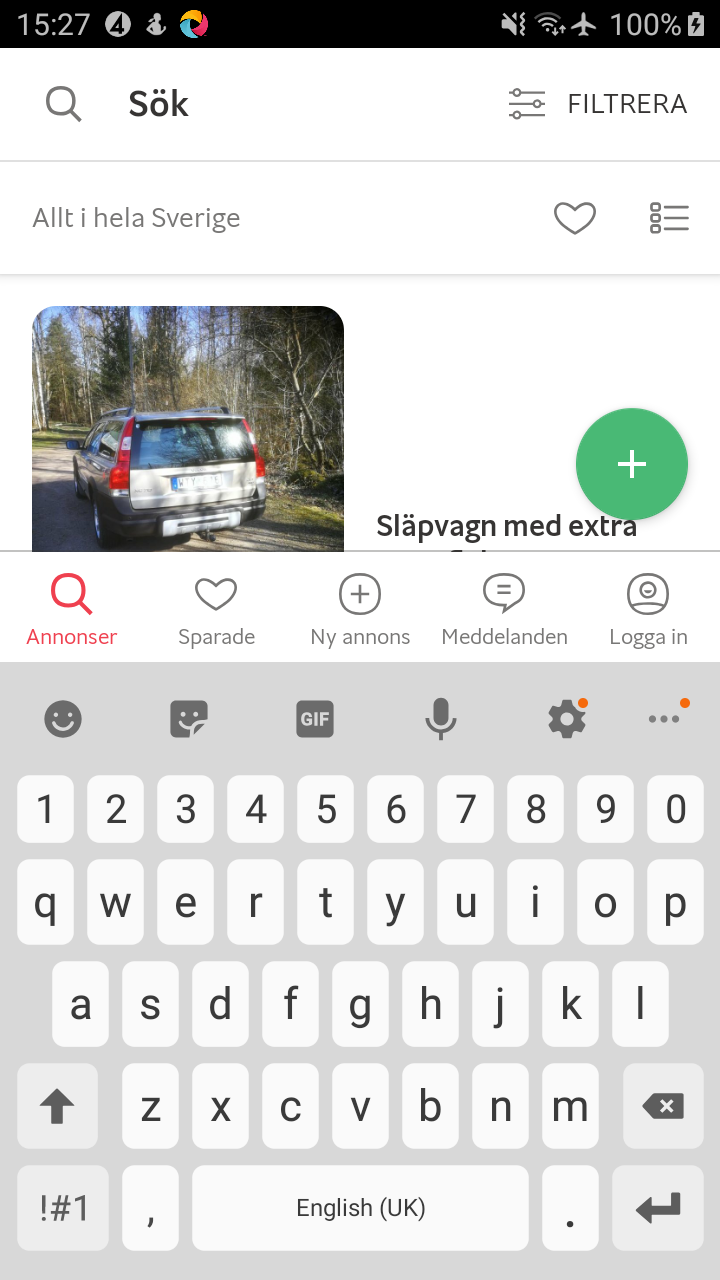 15:27 100%
Sök FILTRERA
Allt i hela Sverige
Släpvagn med extra
Annonser Sparade Ny annons Meddelanden Logga in
GIF
1 2 3 4 5 6 7 8 9 0
q w e r t y u i o p
a s d f g h j k l
z x c v b n m
!#1 , English (UK) .